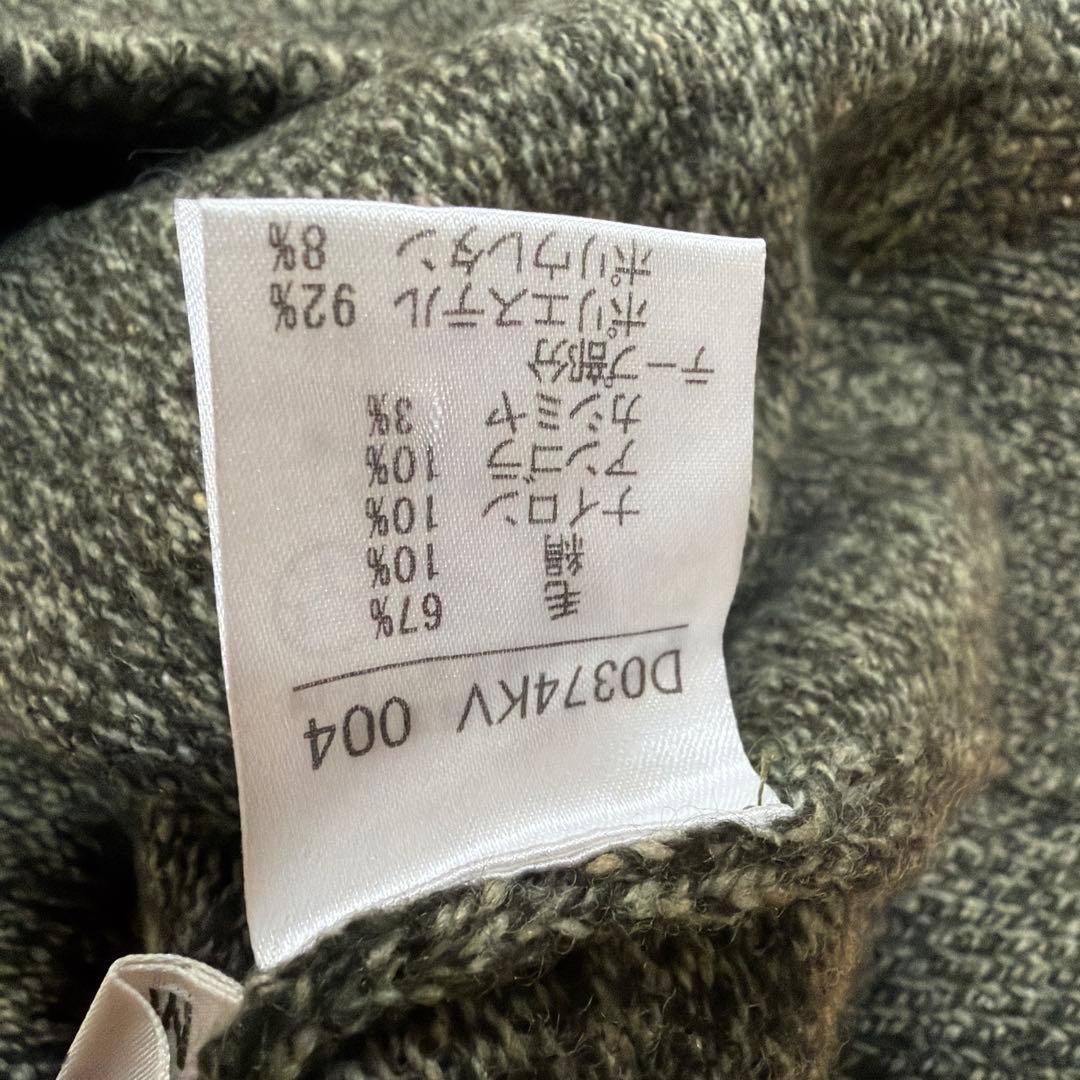 D0374KV 004
毛 67%
絹 10%
ナイロン 10%
アンゴラ 10%
カシミヤ 3%
テープ部分
ポリエステル 92%
ポリウレタン 8%
M